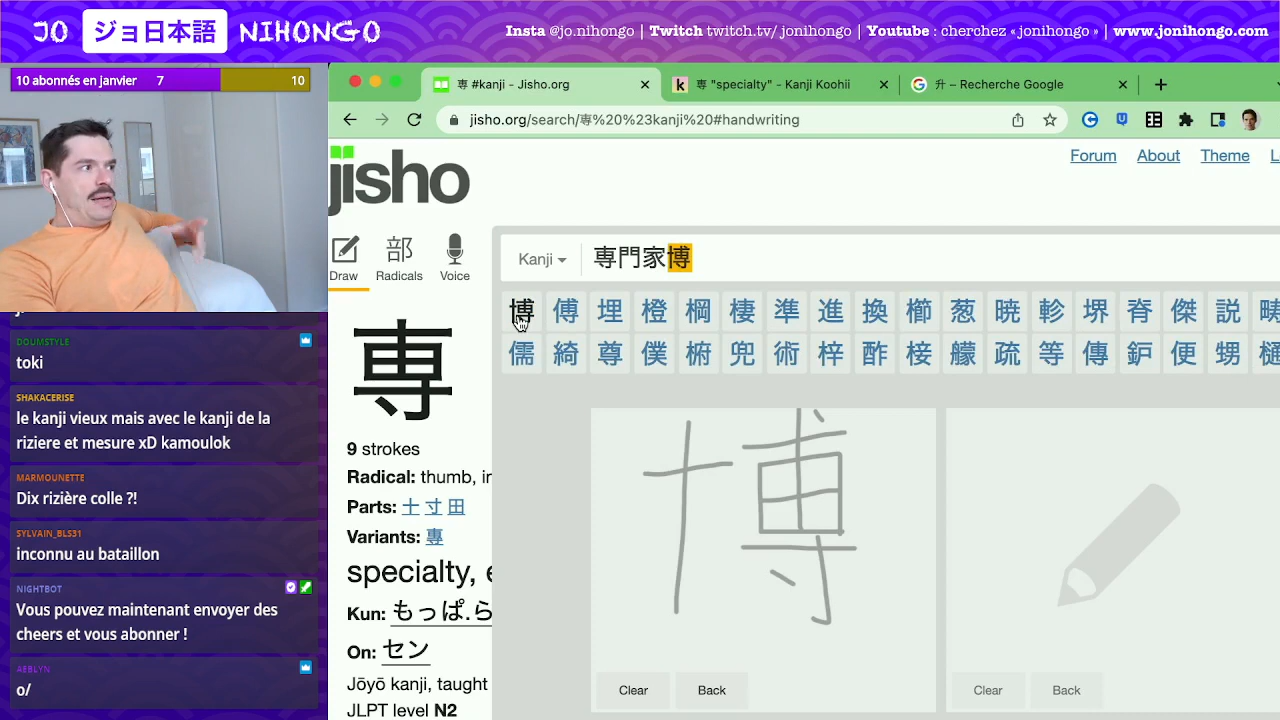 JO ジョ日本語 NIHONGO
Insta @jo.nihongo | Twitch twitch.tv/jonihongo | Youtube : cherchez « jonihongo » | www.jonihongo.com
10 abonnés en janvier 7 10
専 #kanji - Jisho.org
専 "specialty" - Kanji Koohii
升 – Recherche Google
jisho.org/search/専%20%23kanji%20#handwriting
jisho
Forum About Theme L
Draw
部 Radicals
Voice
Kanji
専門家博
博 傅 埋 橙 棡 棲 準 進 換 櫛 葱 暁 軫 堺 脊 傑 説
儒 綺 尊 僕 椨 兜 術 梓 酢 椄 艨 疏 等 傳 鈩 便 甥
専
9 strokes
Radical: thumb, in
Parts: 十 寸 田
Variants: 專
specialty, e
Kun: もっぱ.ら
On: セン
Jōyō kanji, taught
JLPT level N2
博
Clear Back
Clear Back
DOUMSTYLE
toki
SHAKACERISE
le kanji vieux mais avec le kanji de la
riziere et mesure xD kamoulok
MARMOUNETTE
Dix rizière colle ?!
SYLVAIN_BLS31
inconnu au bataillon
NIGHTBOT
Vous pouvez maintenant envoyer des
cheers et vous abonner !
AEBLYN
o/